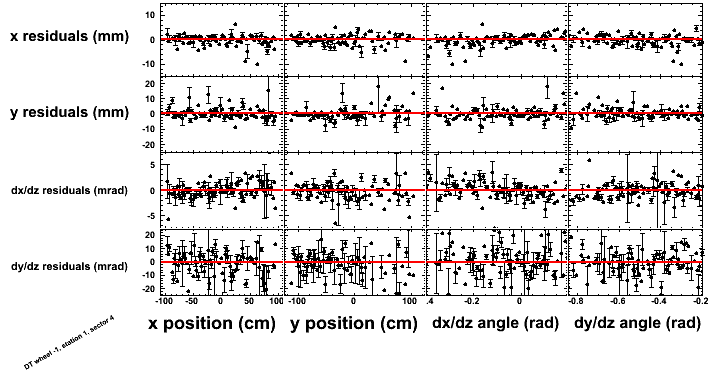 x residuals (mm)
10
0
-10
y residuals (mm)
20
10
0
-10
-20
dx/dz residuals (mrad)
5
0
-5
dy/dz residuals (mrad)
20
10
0
-10
-20
-100 -50 0 50 100 -100 0 100 .4 -0.2 0 -0.8 -0.6 -0.4 -0.2
x position (cm) y position (cm) dx/dz angle (rad) dy/dz angle (rad)
DT wheel -1, station 1, sector 4